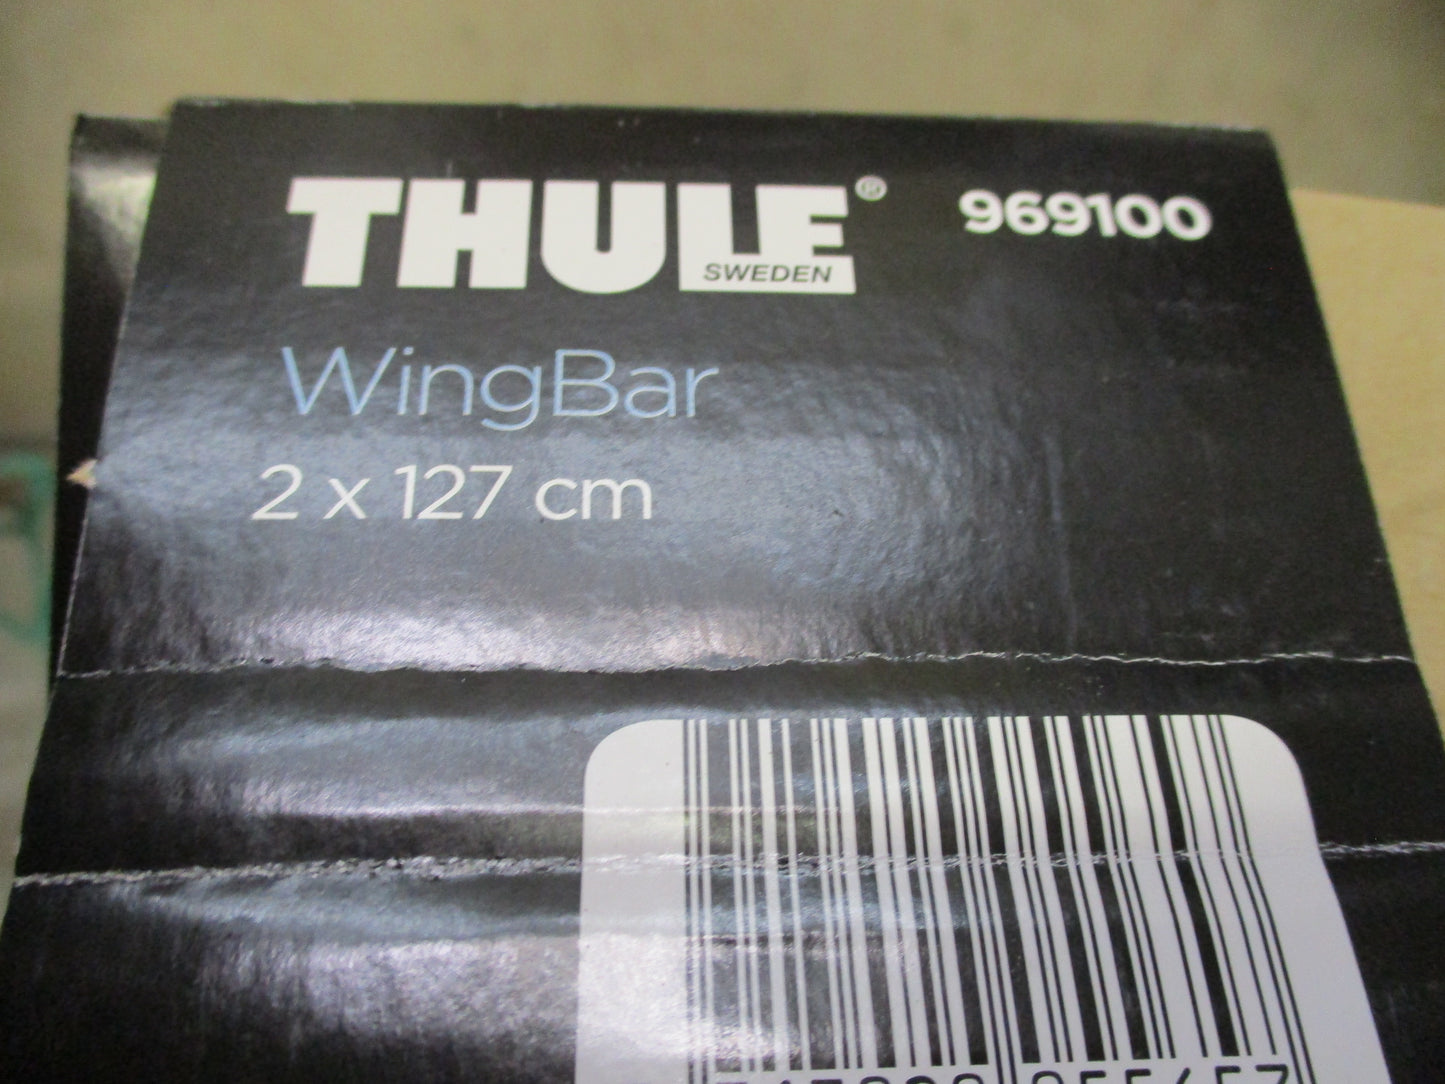 THULE®
SWEDEN
969100
WingBar
2 x 127 cm